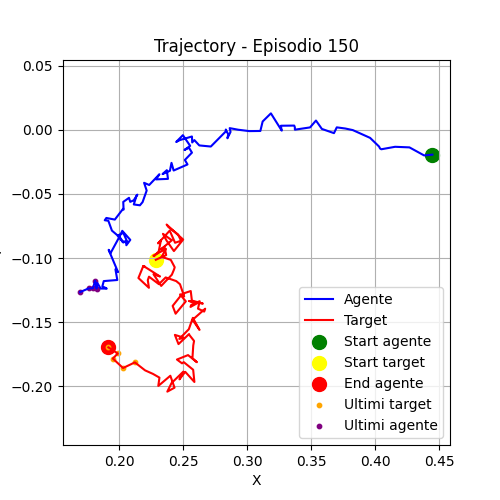 Trajectory - Episodio 150
0.05
0.00
−0.05
−0.10
−0.15
−0.20
Agente
Target
Start agente
Start target
End agente
Ultimi target
Ultimi agente
0.20 0.25 0.30 0.35 0.40 0.45
X